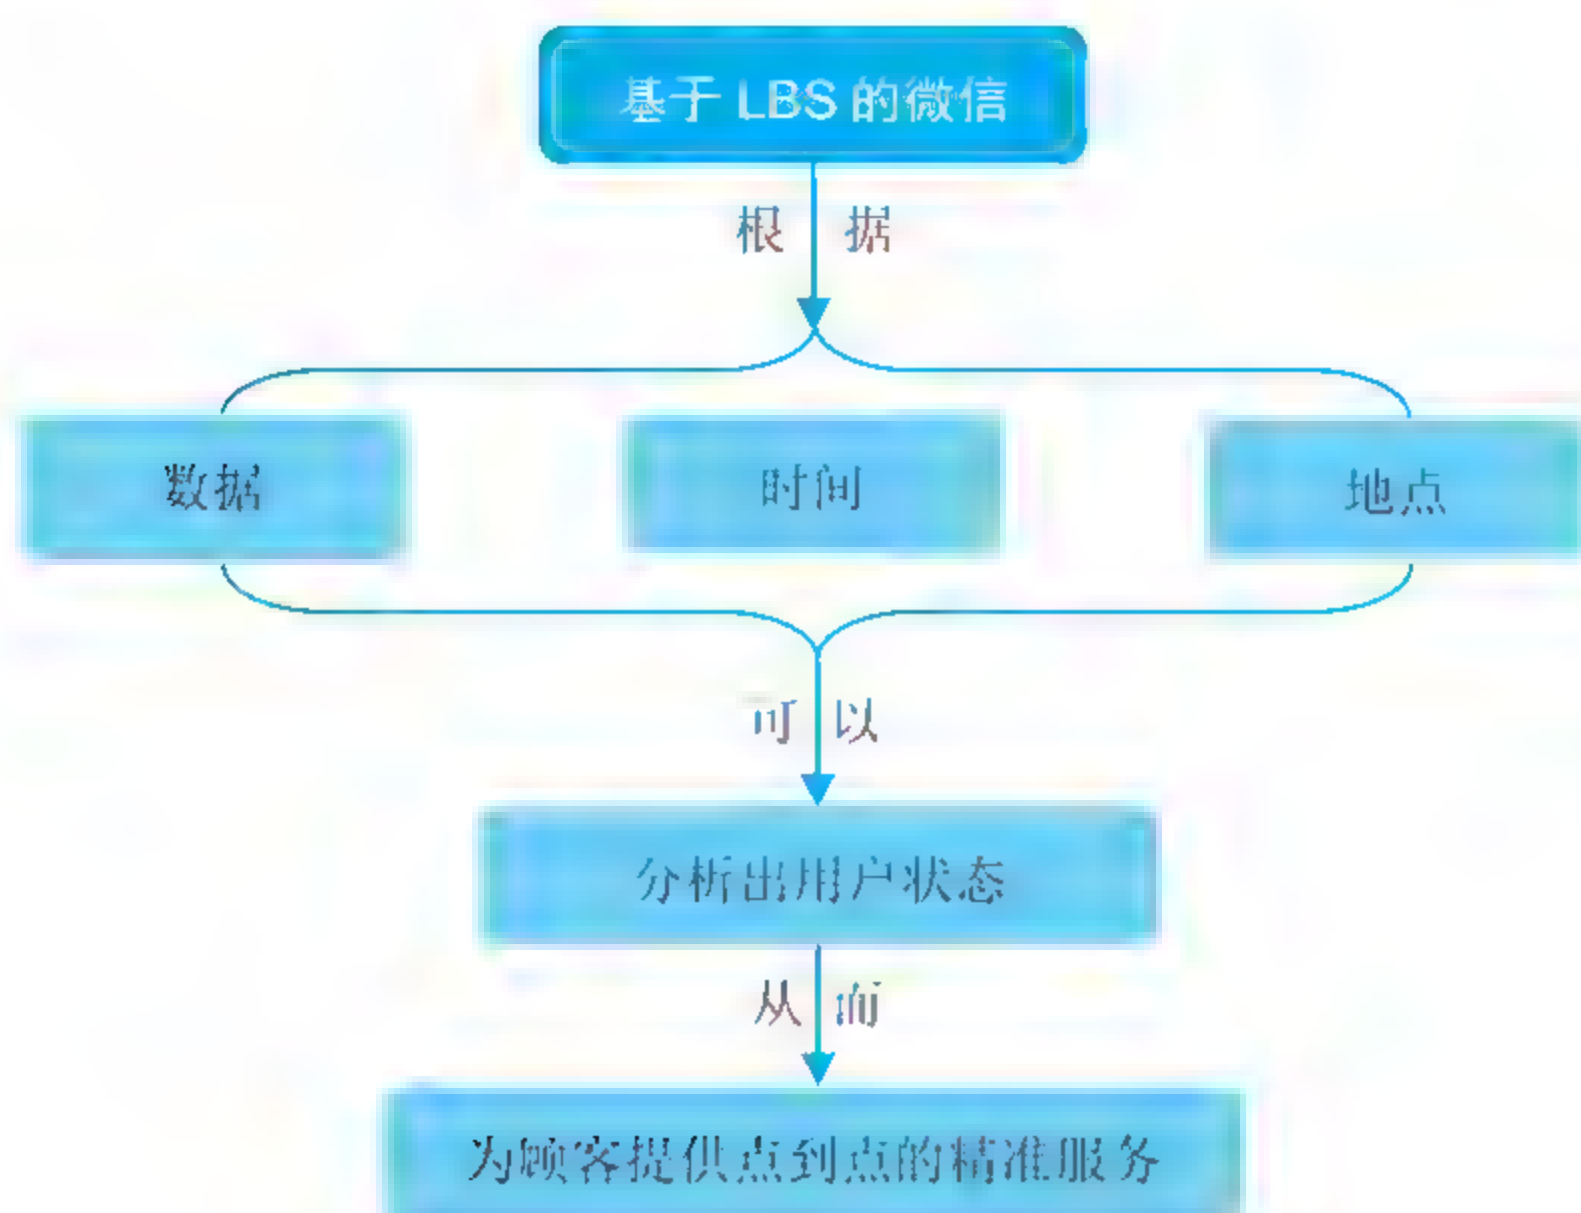 基于 LBS 的微信
根据
数据 时间 地点
可以
分析出用户状态
从而
为顾客提供点到点的精准服务